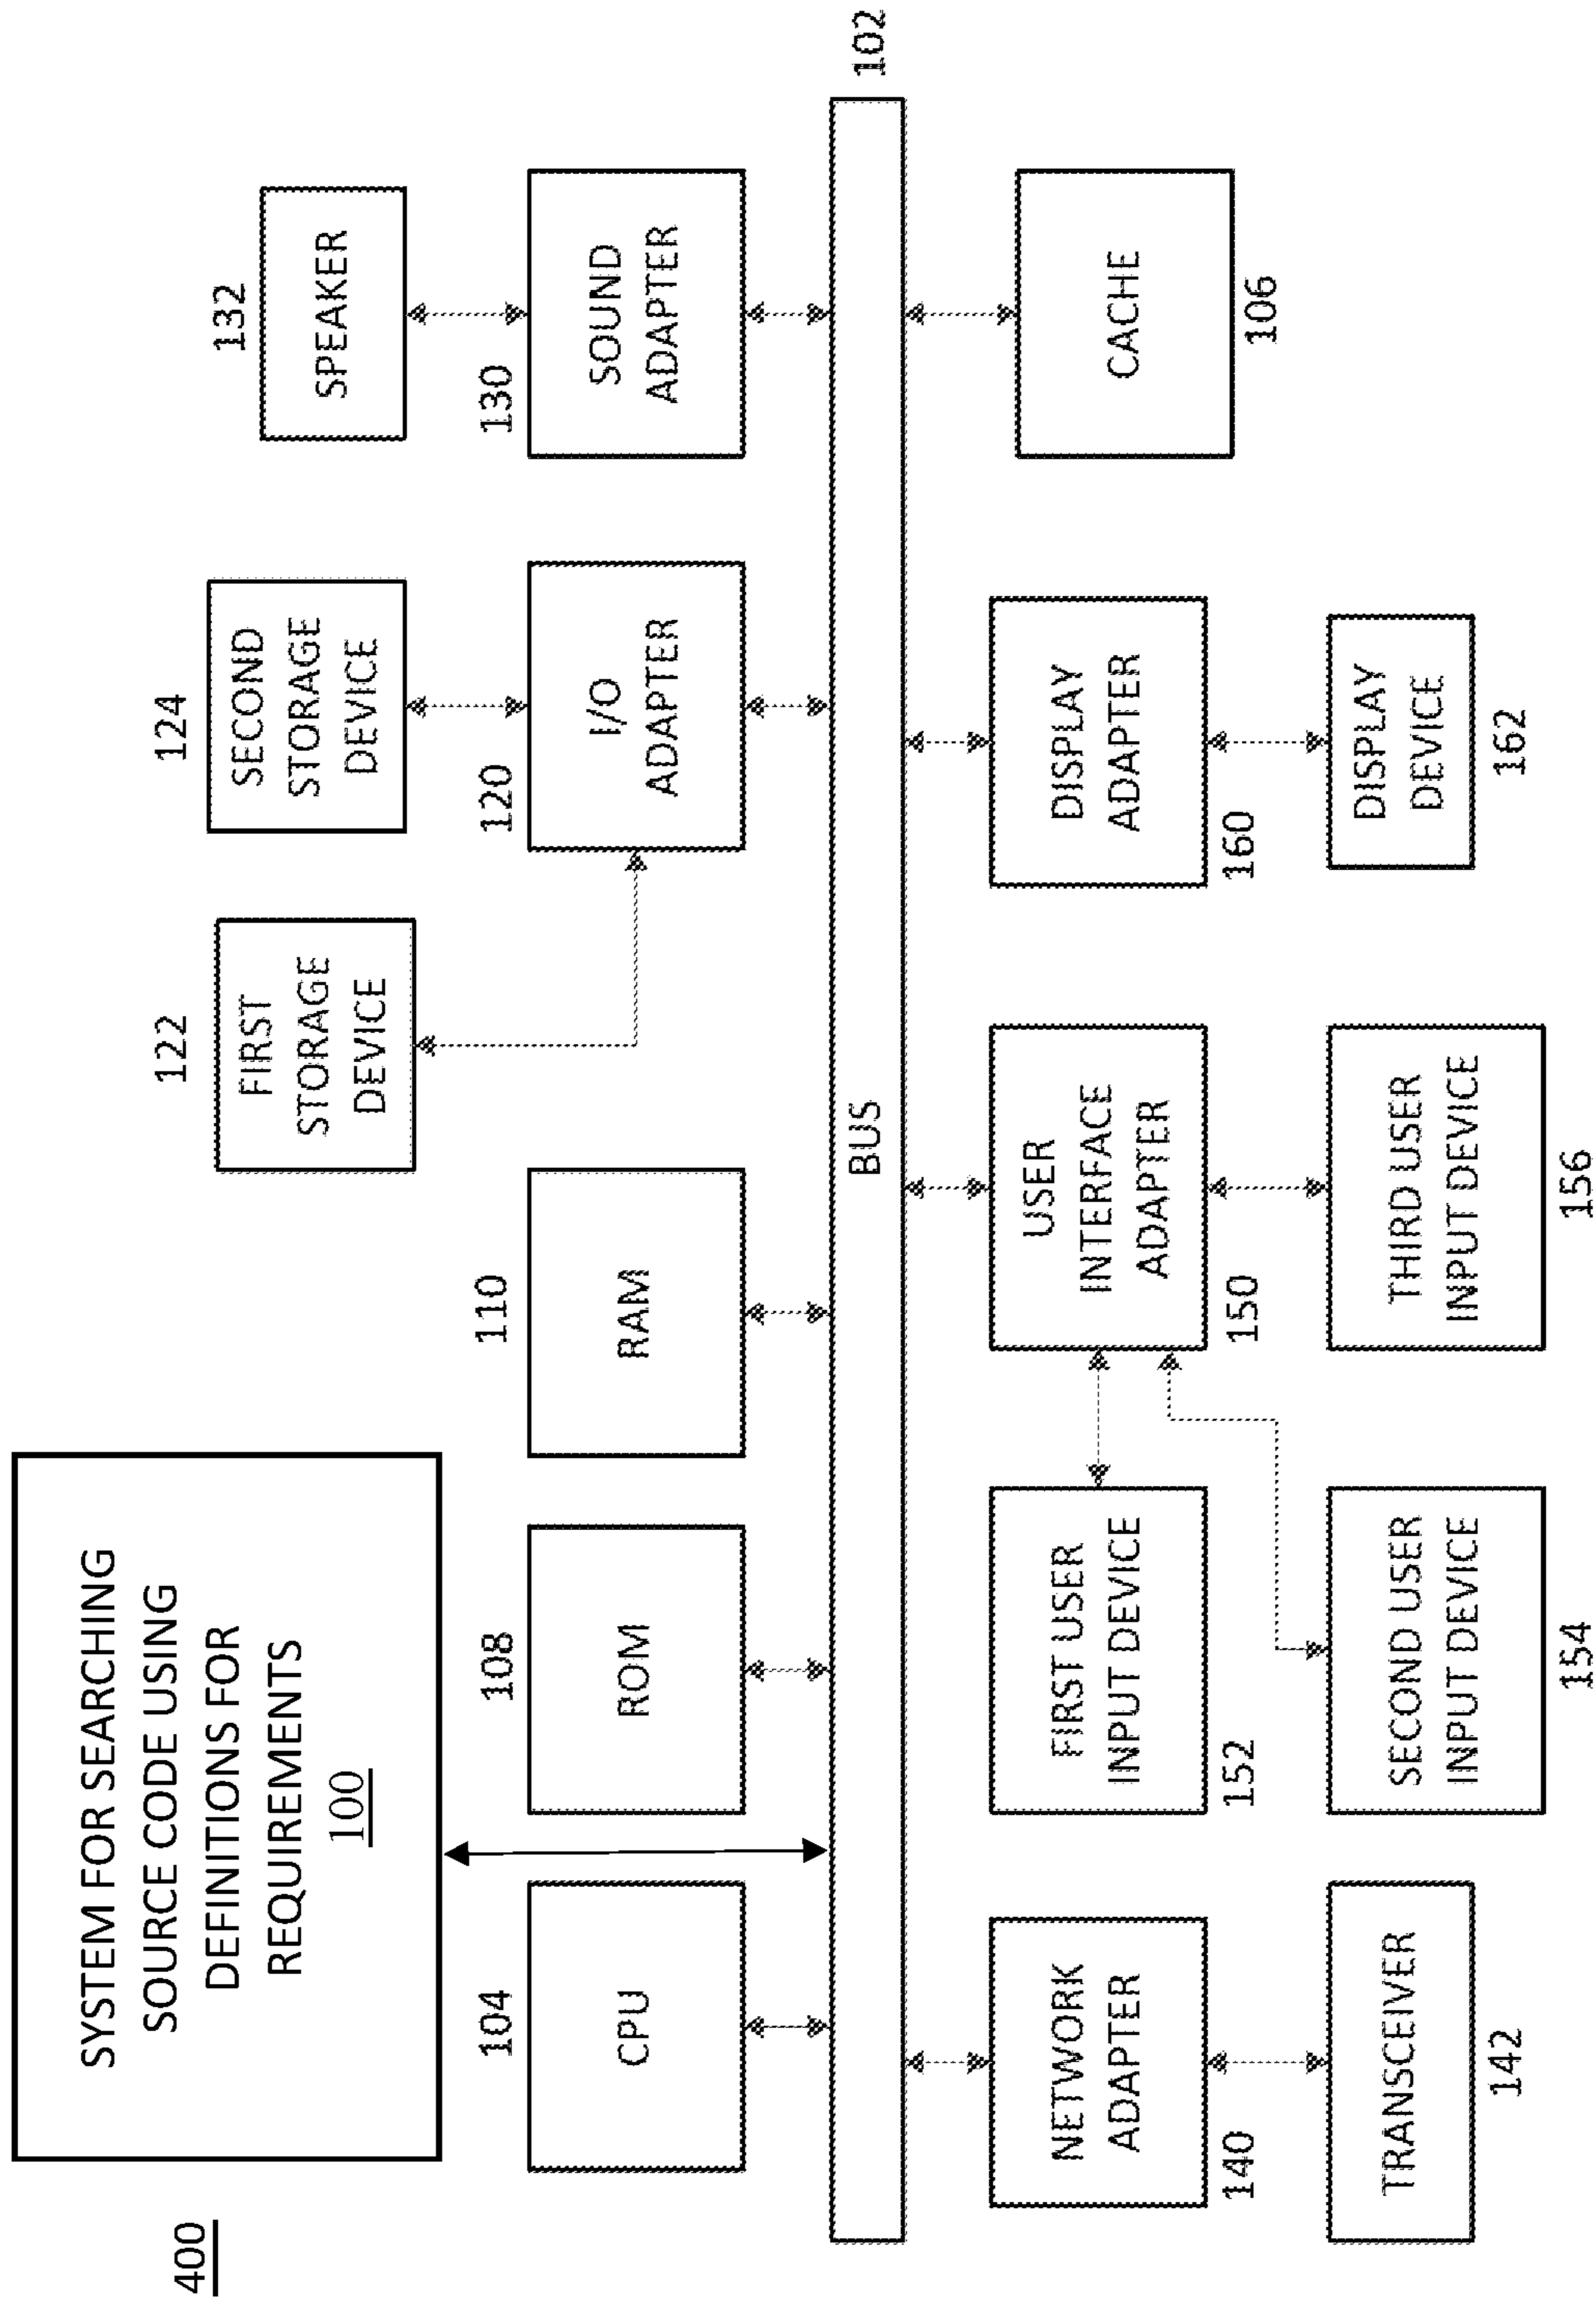 400
SYSTEM FOR SEARCHING
SOURCE CODE USING
DEFINITIONS FOR
REQUIREMENTS
100
122
FIRST
STORAGE
DEVICE
124
SECOND
STORAGE
DEVICE
132
SPEAKER
104
CPU
108
ROM
110
RAM
120
I/O
ADAPTER
130
SOUND
ADAPTER
BUS
102
NETWORK
ADAPTER
140
FIRST USER
INPUT DEVICE
152
USER
INTERFACE
ADAPTER
150
DISPLAY
ADAPTER
160
CACHE
106
TRANSCEIVER
142
SECOND USER
INPUT DEVICE
154
THIRD USER
INPUT DEVICE
156
DISPLAY
DEVICE
162